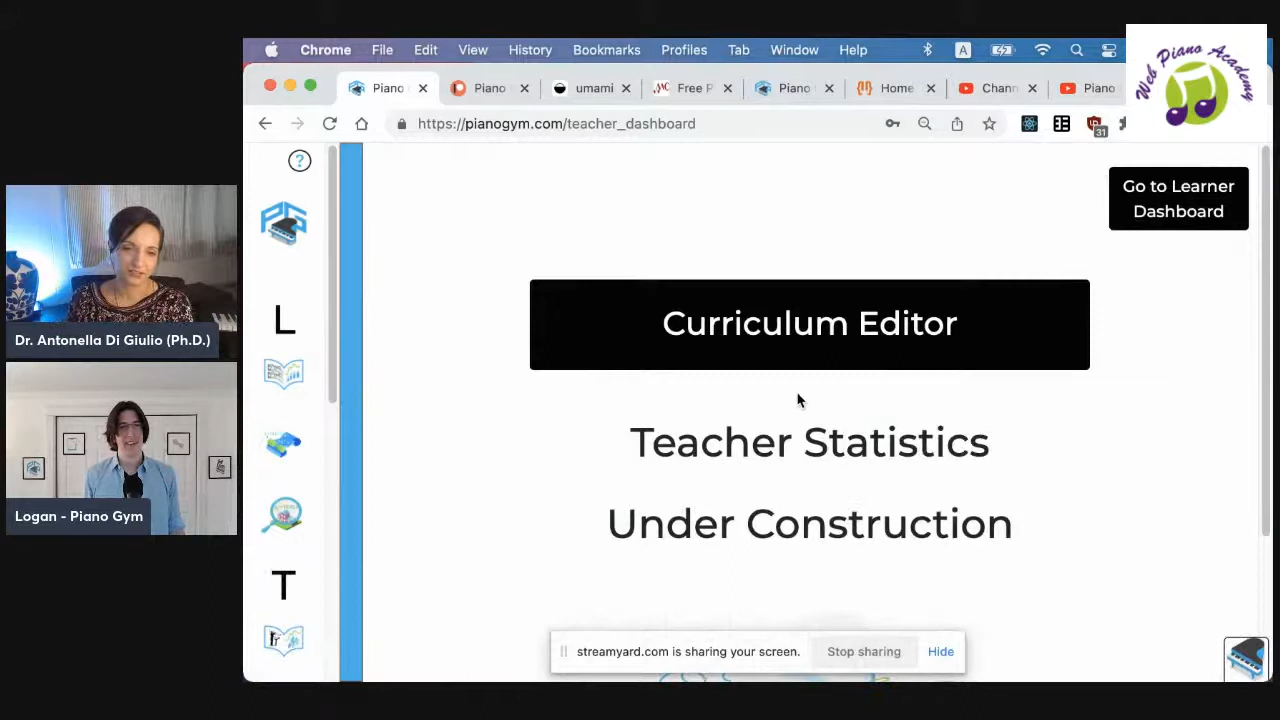 Chrome File Edit View History Bookmarks Profiles Tab Window Help
A
Web Piano Academy
Piano
Piano
umami
Free P
Piano
Home
Chann
Piano
https://pianogym.com/teacher_dashboard
31
?
PG
Go to Learner
Dashboard
L
Curriculum Editor
Dr. Antonella Di Giulio (Ph.D.)
Teacher Statistics
Logan - Piano Gym
Under Construction
T
streamyard.com is sharing your screen.
Stop sharing
Hide